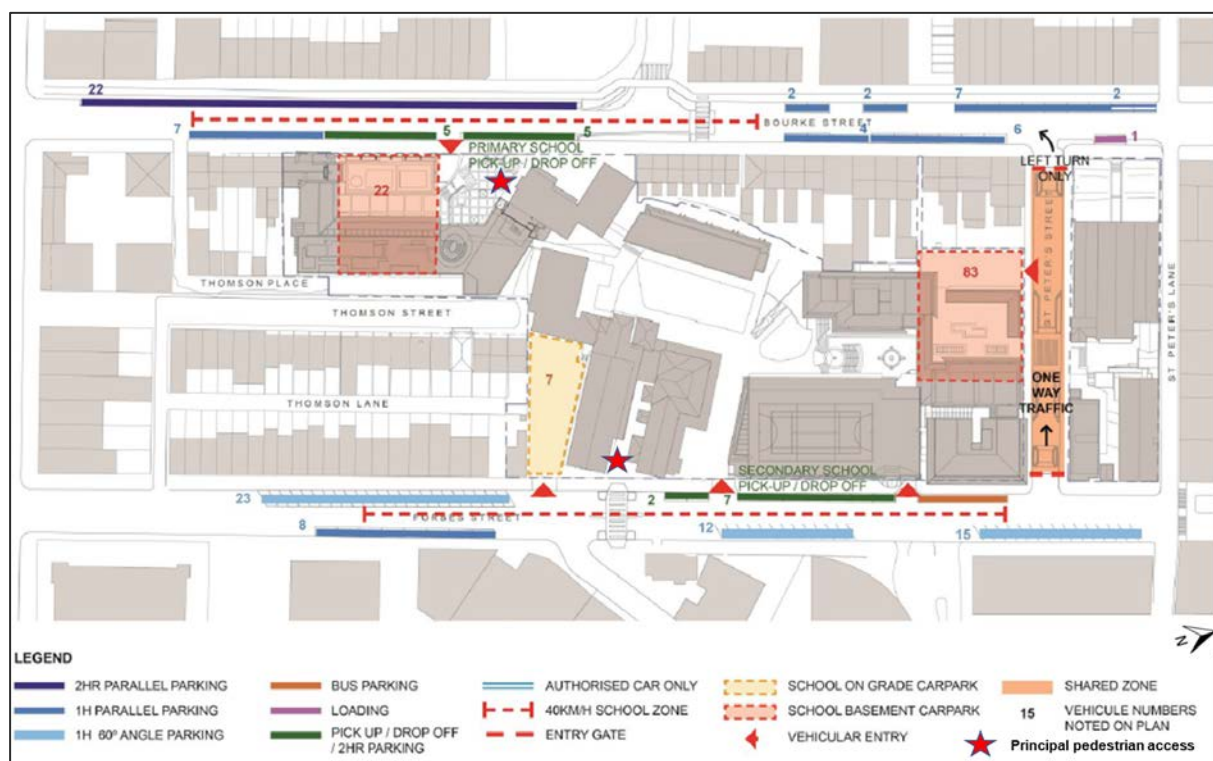 22
2
2
7
2
BOURKE STREET
7
5
5
4
6
1
PRIMARY SCHOOL
PICK-UP / DROP OFF
LEFT TURN
ONLY
22
83
ST PETER'S STREET
ST PETER'S LANE
THOMSON PLACE
THOMSON STREET
7
ONE
WAY
TRAFFIC
THOMSON LANE
SECONDARY SCHOOL
PICK-UP / DROP OFF
23
2
7
FORBES STREET
8
12
15
N
LEGEND
2HR PARALLEL PARKING
1H PARALLEL PARKING
1H 60º ANGLE PARKING
BUS PARKING
LOADING
PICK UP / DROP OFF
/ 2HR PARKING
AUTHORISED CAR ONLY
40KM/H SCHOOL ZONE
ENTRY GATE
SCHOOL ON GRADE CARPARK
SCHOOL BASEMENT CARPARK
VEHICULAR ENTRY
SHARED ZONE
15 VEHICULE NUMBERS
NOTED ON PLAN
Principal pedestrian access